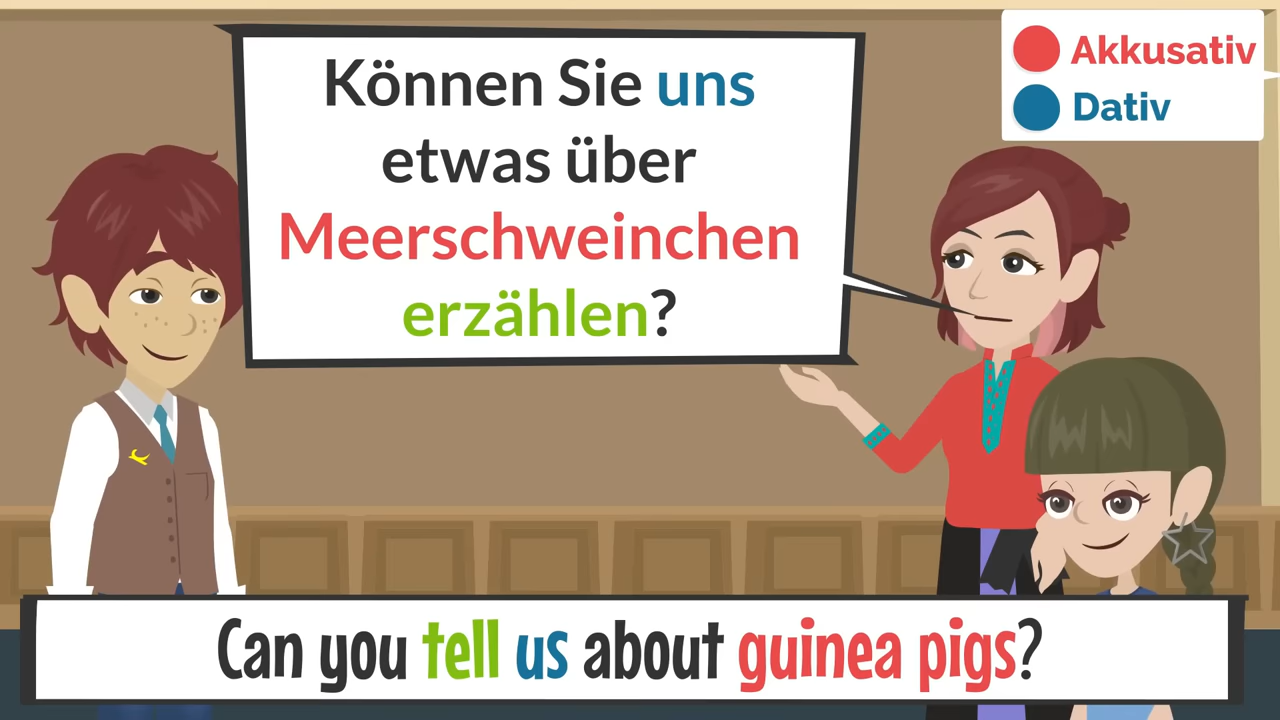 Können Sie uns
etwas über
Meerschweinchen
erzählen?
Akkusativ
Dativ
Can you tell us about guinea pigs?